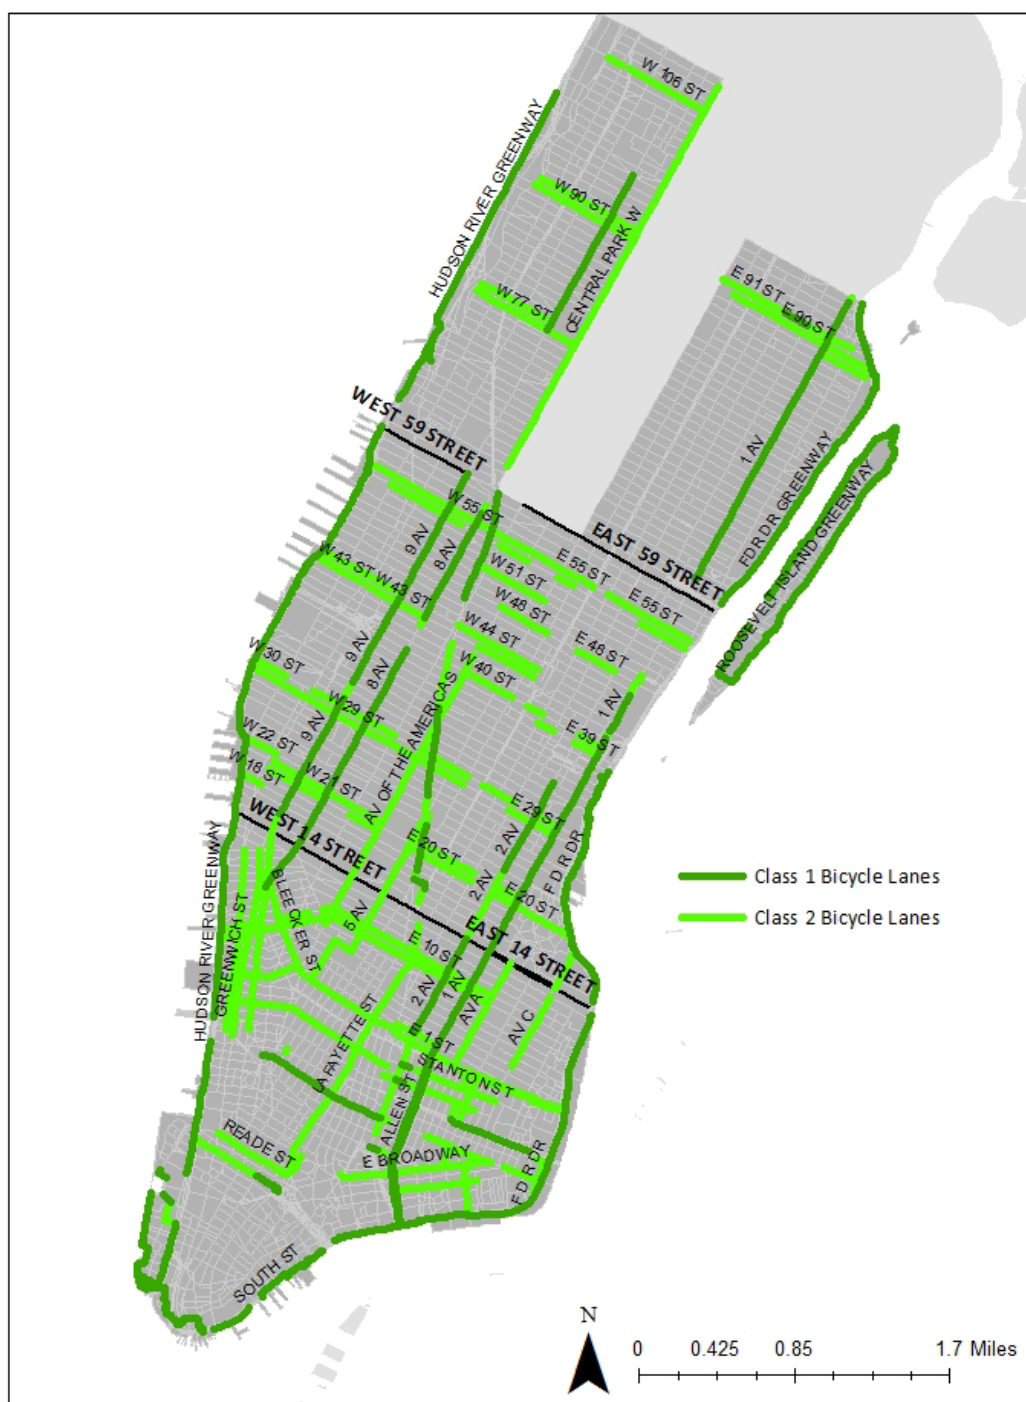 W 106 ST
HUDSON RIVER GREENWAY
W 90 ST
CENTRAL PARK W
W 77 ST
E 91 ST
E 90 ST
1 AV
FDR DR GREENWAY
ROOSEVELT ISLAND GREENWAY
WEST 59 STREET
EAST 59 STREET
W 55 ST
9 AV
8 AV
W 43 ST
W 43 ST
W 51 ST
E 55 ST
E 55 ST
W 48 ST
W 44 ST
E 48 ST
W 40 ST
9 AV
8 AV
W 30 ST
W 29 ST
AV OF THE AMERICAS
1 AV
E 39 ST
9 AV
W 22 ST
W 21 ST
W 18 ST
E 29 ST
2 AV
F D R DR
E 20 ST
2 AV
E 20 ST
WEST 14 STREET
EAST 14 STREET
HUDSON RIVER GREENWAY
GREENWICH ST
BLEECKER ST
5 AV
E 10 ST
2 AV
1 AV
AV A
AV C
LAFAYETTE ST
E 1 ST
STANTON ST
ALLEN ST
READE ST
E BROADWAY
F D R DR
SOUTH ST
Class 1 Bicycle Lanes
Class 2 Bicycle Lanes
N
0 0.425 0.85 1.7 Miles